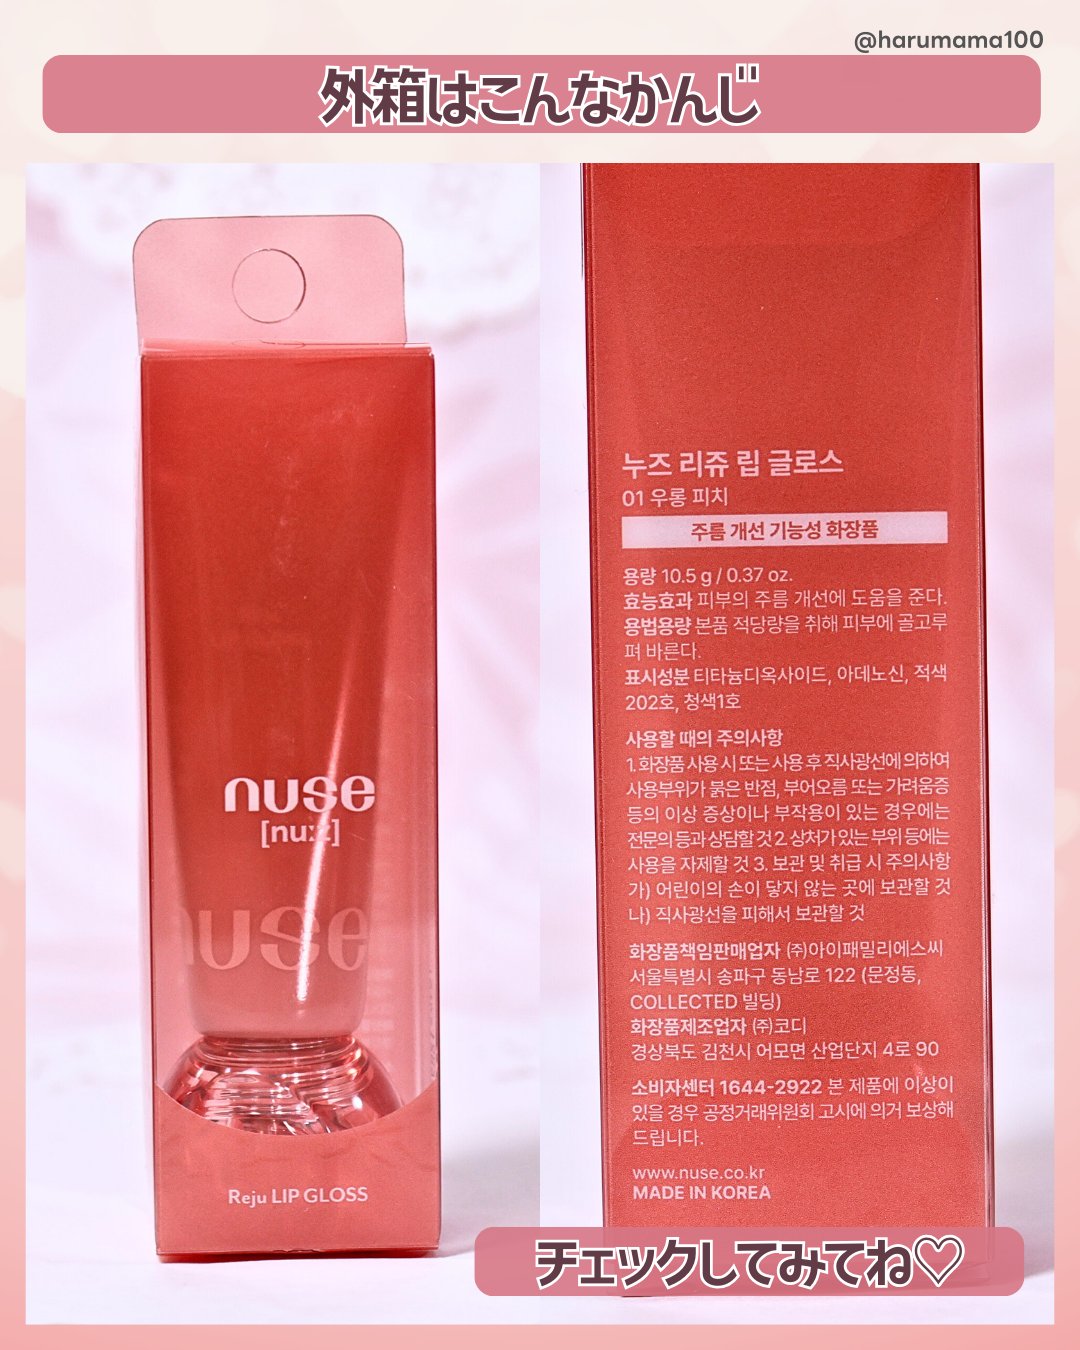 @harumama100
外箱はこんなかんじ
nuse
[nu:z]
nuse
Reju LIP GLOSS
누즈 리쥬 립 글로스
01 우롱 피치
주름 개선 기능성 화장품
용량 10.5 g / 0.37 oz.
효능효과 피부의 주름 개선에 도움을 준다.
용법용량 본품 적당량을 취해 피부에 골고루
펴 바른다.
표시성분 티타늄디옥사이드, 아데노신, 적색
202호, 청색1호
사용할 때의 주의사항
1. 화장품 사용 시 또는 사용 후 직사광선에 의하여
사용부위가 붉은 반점, 부어오름 또는 가려움증
등의 이상 증상이나 부작용이 있는 경우에는
전문의 등과 상담할 것 2. 상처가 있는 부위 등에는
사용을 자제할 것 3. 보관 및 취급 시 주의사항
가) 어린이의 손이 닿지 않는 곳에 보관할 것
나) 직사광선을 피해서 보관할 것
화장품책임판매업자 ㈜아이패밀리에스씨
서울특별시 송파구 동남로 122 (문정동,
COLLECTED 빌딩)
화장품제조업자 ㈜코디
경상북도 김천시 어모면 산업단지 4로 90
소비자센터 1644-2922 본 제품에 이상이
있을 경우 공정거래위원회 고시에 의거 보상해
드립니다.
www.nuse.co.kr
MADE IN KOREA
チェックしてみてね♡